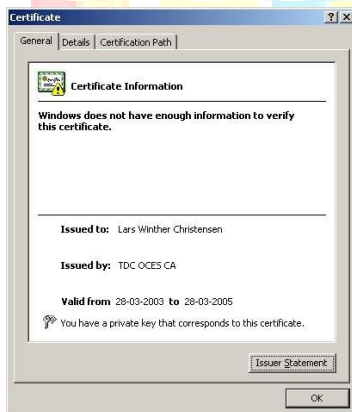 Certificate
General Details Certification Path
Certificate Information
Windows does not have enough information to verify
this certificate.
Issued to: Lars Winther Christensen
Issued by: TDC OCES CA
Valid from 28-03-2003 to 28-03-2005
You have a private key that corresponds to this certificate.
Issuer Statement
OK